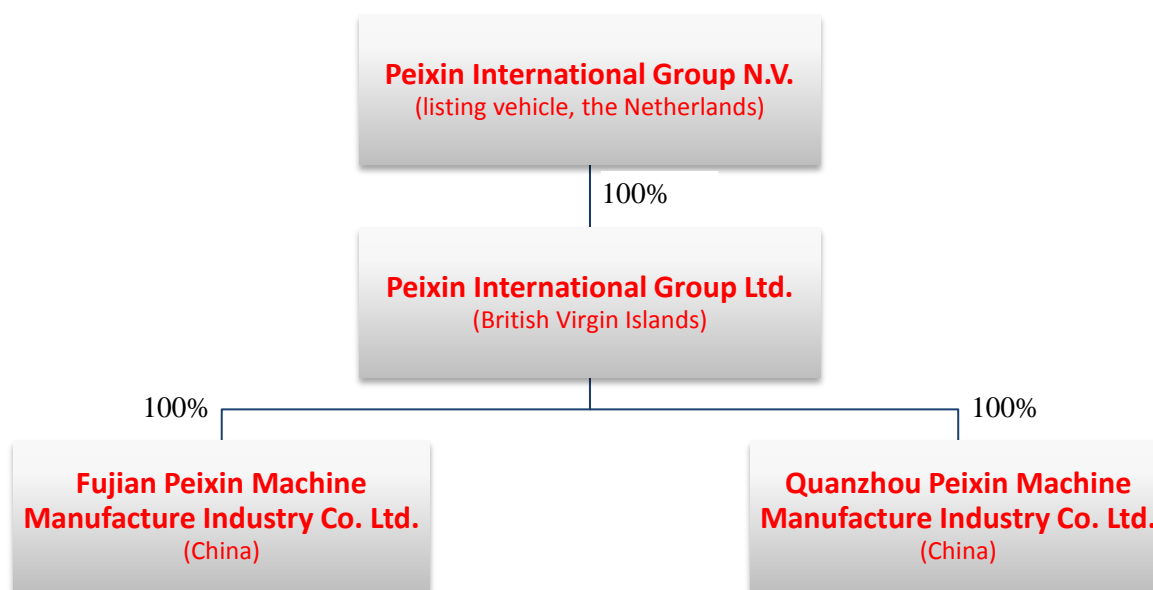 Peixin International Group N.V.
(listing vehicle, the Netherlands)
100%
Peixin International Group Ltd.
(British Virgin Islands)
100%
100%
Fujian Peixin Machine
Manufacture Industry Co. Ltd.
(China)
Quanzhou Peixin Machine
Manufacture Industry Co. Ltd.
(China)